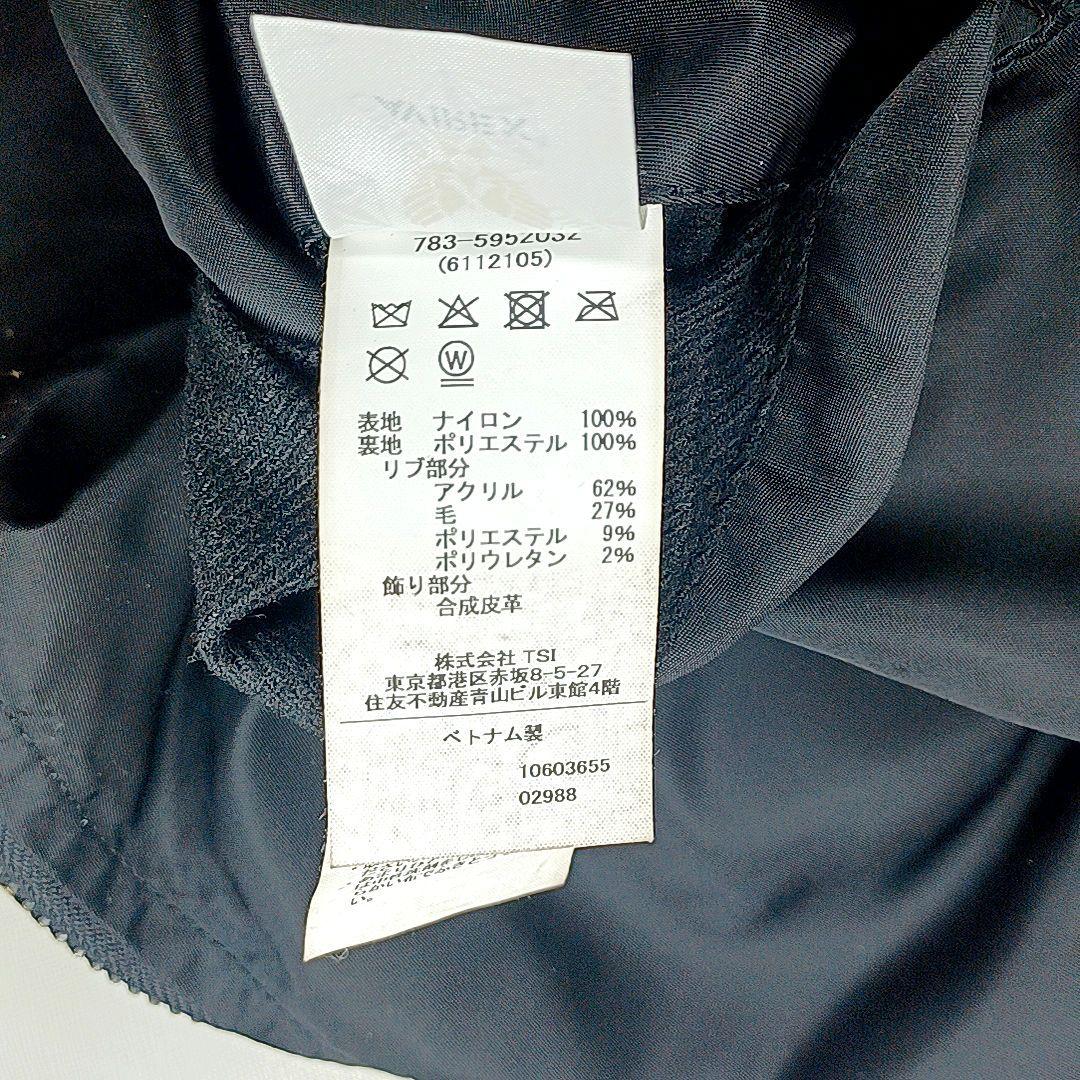 AVIREX
783-5952032
(6112105)
W
表地 ナイロン 100%
裏地 ポリエステル 100%
リブ部分
アクリル 62%
毛 27%
ポリエステル 9%
ポリウレタン 2%
飾り部分
合成皮革
株式会社 TSI
東京都港区赤坂8-5-27
住友不動産青山ビル東館4階
ベトナム製
10603655
02988
い。